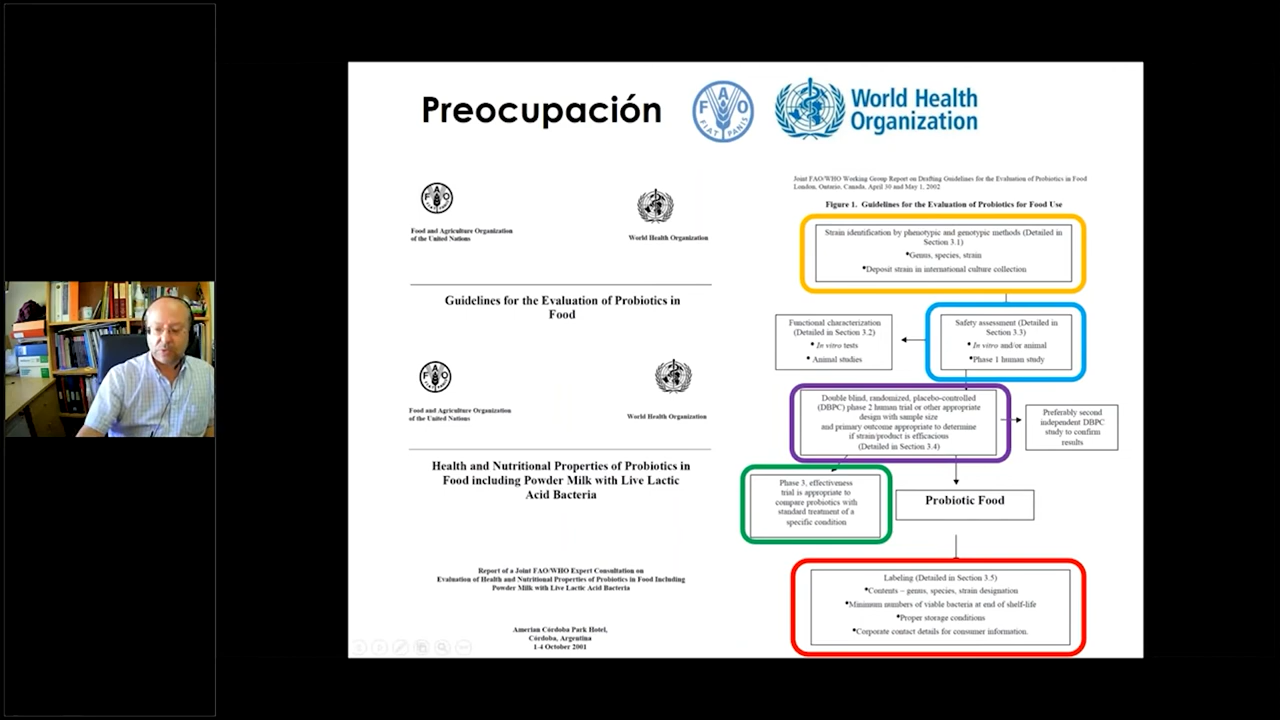 Preocupación
FAO
FIAT PANIS
World Health
Organization
Food and Agriculture Organization
of the United Nations
World Health Organization
Guidelines for the Evaluation of Probiotics in
Food
Food and Agriculture Organization
of the United Nations
World Health Organization
Health and Nutritional Properties of Probiotics in
Food including Powder Milk with Live Lactic
Acid Bacteria
Report of a Joint FAO/WHO Expert Consultation on
Evaluation of Health and Nutritional Properties of Probiotics in Food Including
Powder Milk with Live Lactic Acid Bacteria
Amerian Córdoba Park Hotel,
Córdoba, Argentina
1-4 October 2001
Joint FAO/WHO Working Group Report on Drafting Guidelines for the Evaluation of Probiotics in Food
London, Ontario, Canada, April 30 and May 1, 2002
Figure 1. Guidelines for the Evaluation of Probiotics for Food Use
Strain identification by phenotypic and genotypic methods (Detailed in
Section 3.1)
•Genus, species, strain
•Deposit strain in international culture collection
Functional characterization
(Detailed in Section 3.2)
• In vitro tests
• Animal studies
Safety assessment (Detailed in
Section 3.3)
• In vitro and/or animal
•Phase 1 human study
Double blind, randomized, placebo-controlled
(DBPC) phase 2 human trial or other appropriate
design with sample size
and primary outcome appropriate to determine
if strain/product is efficacious
(Detailed in Section 3.4)
Preferably second
independent DBPC
study to confirm
results
Phase 3, effectiveness
trial is appropriate to
compare probiotics with
standard treatment of a
specific condition
Probiotic Food
Labeling (Detailed in Section 3.5)
•Contents – genus, species, strain designation
•Minimum numbers of viable bacteria at end of shelf-life
•Proper storage conditions
•Corporate contact details for consumer information.